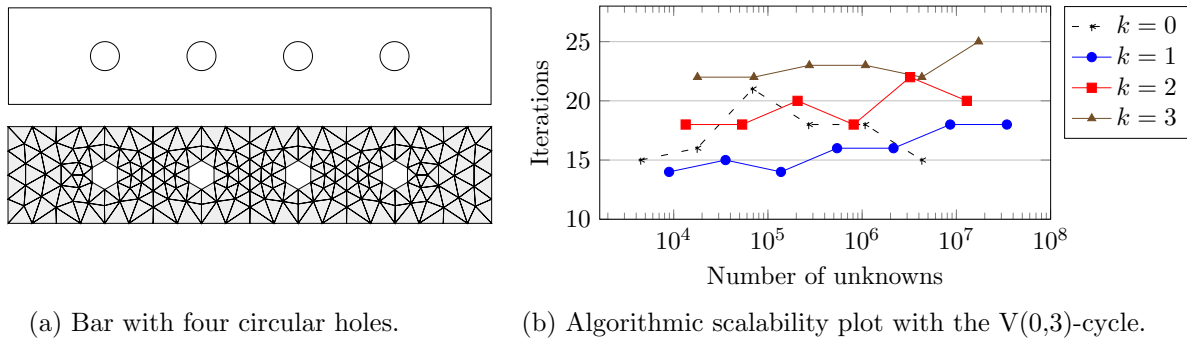 25
20
15
10
Iterations
10^4
10^5
10^6
10^7
10^8
Number of unknowns
k = 0
k = 1
k = 2
k = 3
(a) Bar with four circular holes.
(b) Algorithmic scalability plot with the V(0,3)-cycle.